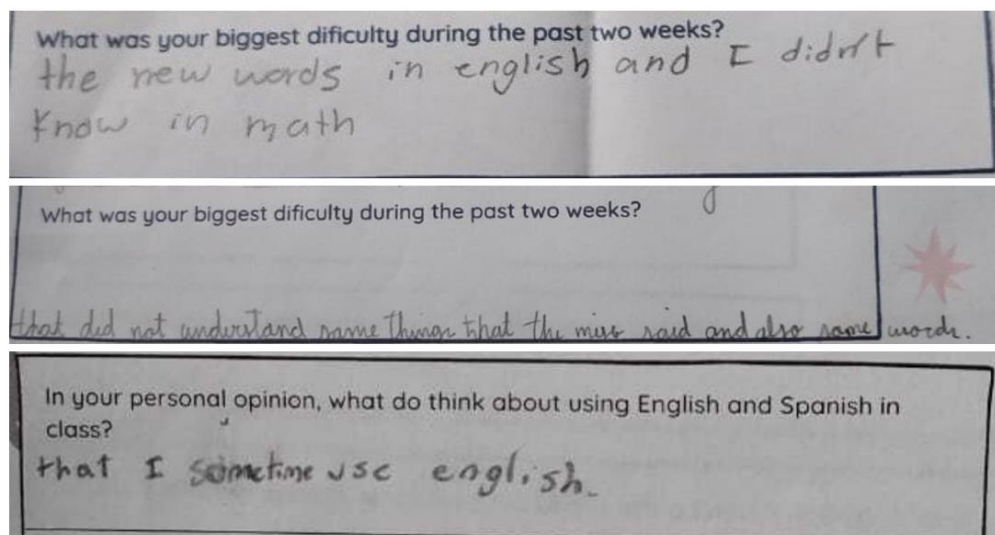 What was your biggest dificulty during the past two weeks?
the new words in english and I didn't
know in math
What was your biggest dificulty during the past two weeks?
that did not understand some things that the miss said and also some words.
In your personal opinion, what do think about using English and Spanish in
class?
that I sometime use english.